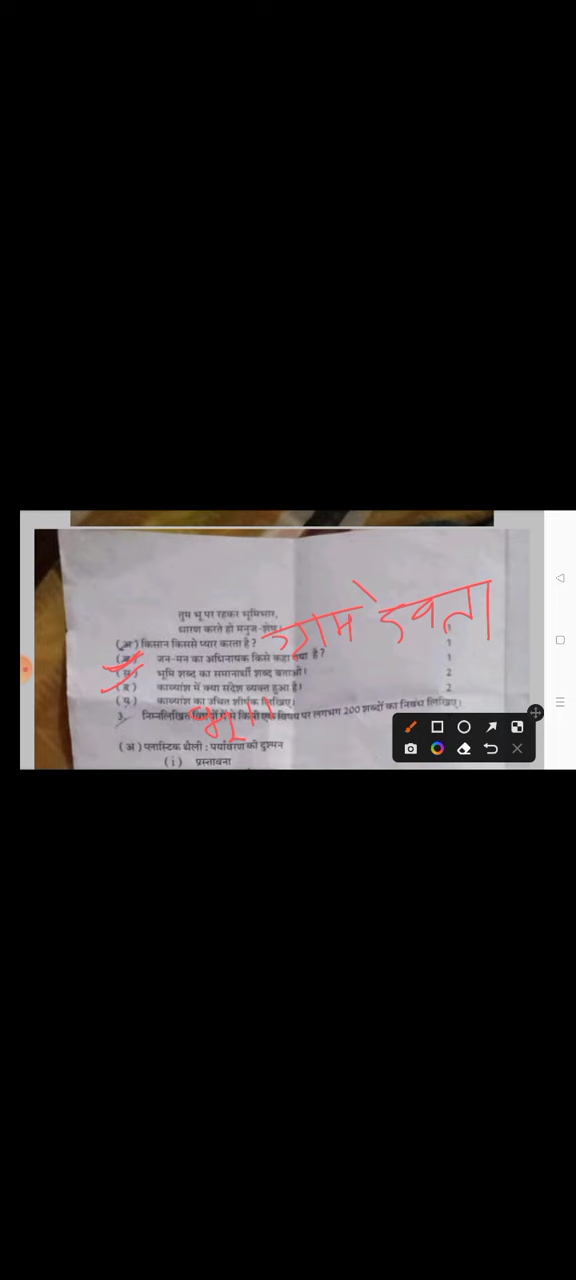 तुम भू पर रहकर भूमिभार,
धारण करते हो मनुज-शेष। 1
(अ) किसान किससे प्यार करता है? 1
(ब) जन-मन का अधिनायक किसे कहा गया है? 1
(स) भूमि शब्द का समानार्थी शब्द बताओ। 2
(द) काव्यांश में क्या संदेश व्यक्त हुआ है। 2
(य) काव्यांश का उचित शीर्षक लिखिए।
ग्राम देवता
3. निम्नलिखित विषयों में से किसी एक विषय पर लगभग 200 शब्दों का निबंध लिखिए।
(अ) प्लास्टिक थैली : पर्यावरण की दुश्मन
(i) प्रस्तावना